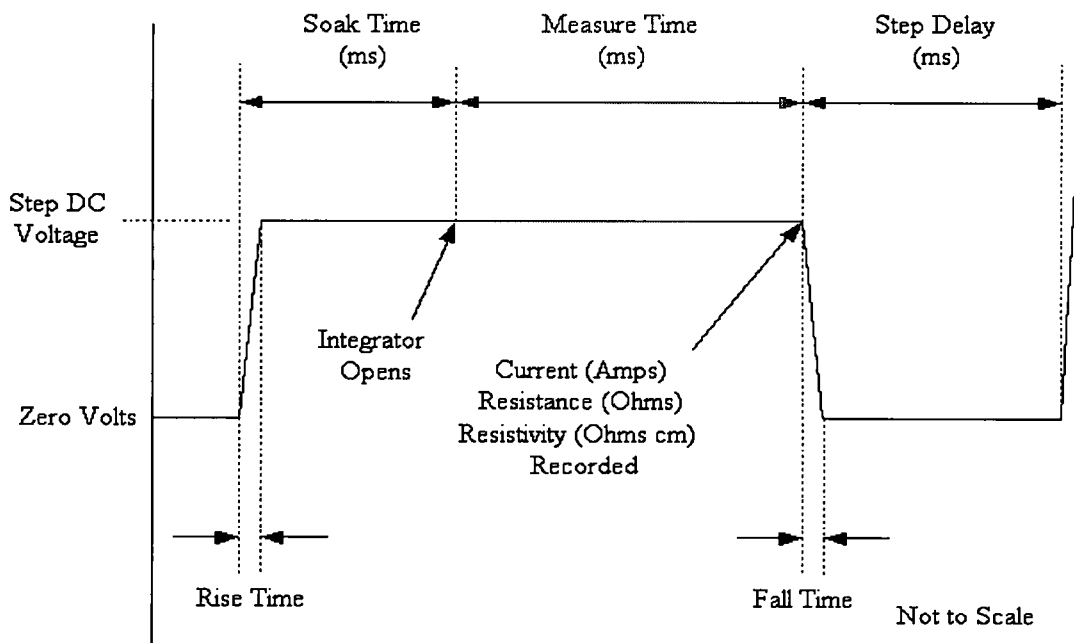 Soak Time
(ms)
Measure Time
(ms)
Step Delay
(ms)
Step DC
Voltage
Integrator
Opens
Current (Amps)
Resistance (Ohms)
Resistivity (Ohms cm)
Recorded
Zero Volts
Rise Time
Fall Time
Not to Scale